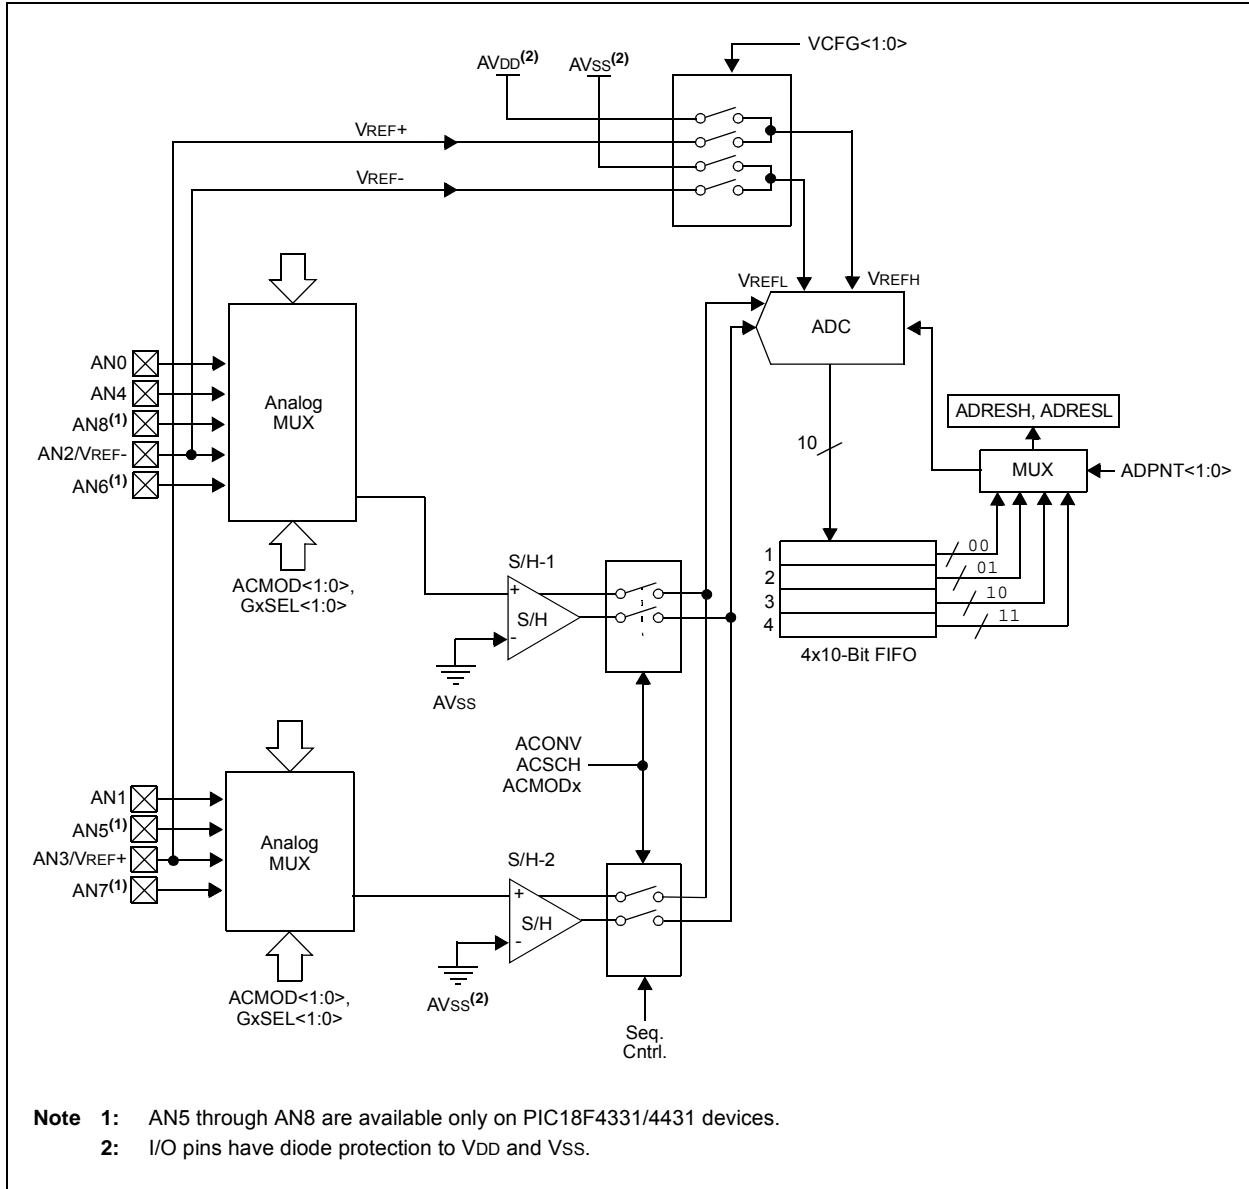 VCFG<1:0>
AVDD(2) AVSS(2)
VREF+
VREF-
VREFL VREFH
ADC
AN0
AN4
AN8(1)
AN2/VREF-
AN6(1)
Analog
MUX
ADRESH, ADRESL
10
MUX
ADPNT<1:0>
ACMOD<1:0>,
GxSEL<1:0>
S/H-1
+
S/H
-
AVSS
1 00
2 01
3 10
4 11
4x10-Bit FIFO
ACONV
ACSCH
ACMODx
AN1
AN5(1)
AN3/VREF+
AN7(1)
Analog
MUX
S/H-2
+
S/H
-
AVSS(2)
ACMOD<1:0>,
GxSEL<1:0>
Seq.
Cntrl.
Note 1: AN5 through AN8 are available only on PIC18F4331/4431 devices.
2: I/O pins have diode protection to VDD and VSS.